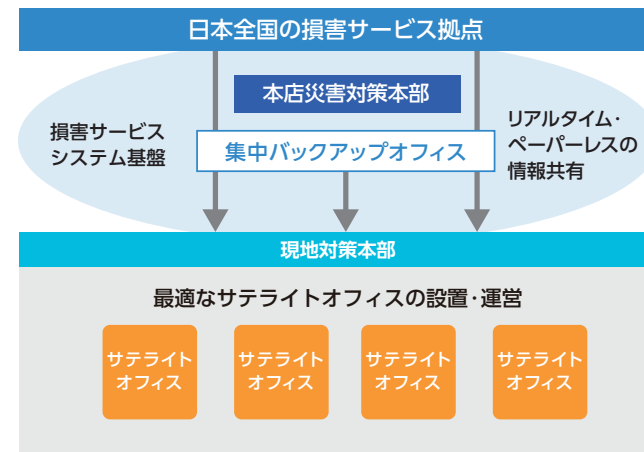 日本全国の損害サービス拠点
本店災害対策本部
損害サービス
システム基盤
集中バックアップオフィス
リアルタイム・
ペーパーレスの
情報共有
現地対策本部
最適なサテライトオフィスの設置・運営
サテライト
オフィス
サテライト
オフィス
サテライト
オフィス
サテライト
オフィス